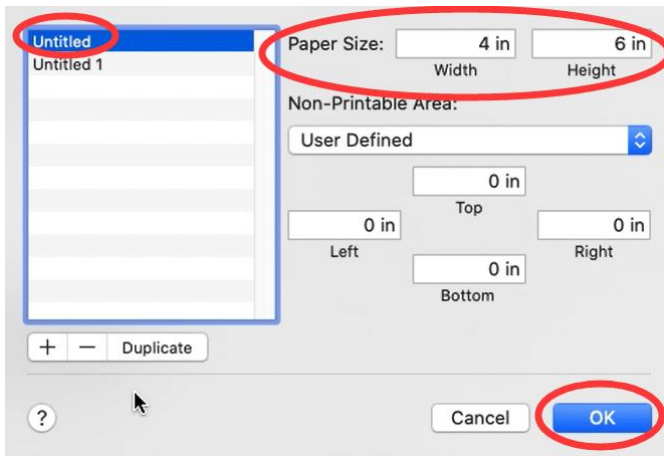 Untitled
Untitled 1
Paper Size: 4 in 6 in
Width Height
Non-Printable Area:
User Defined
0 in
Top
0 in 0 in
Left Right
0 in
Bottom
+ − Duplicate
? Cancel OK